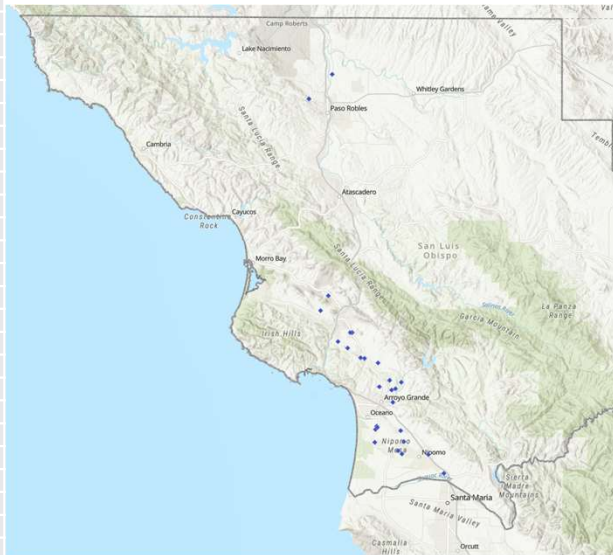 Camp Roberts
Lake Nacimiento
Whitley Gardens
Paso Robles
Santa Lucia Range
Cambria
Atascadero
Cayucos
Rock
San Luis
Obispo
Morro Bay
Santa Lucia Range
La Panza
Range
Garcia Mountain
Irish Hills
Arroyo Grande
Oceano
Nipomo
Mesa
Nipomo
Sierra
Madre
Mountains
Santa Maria
Santa Maria Valley
Casmalia
Hills
Orcutt